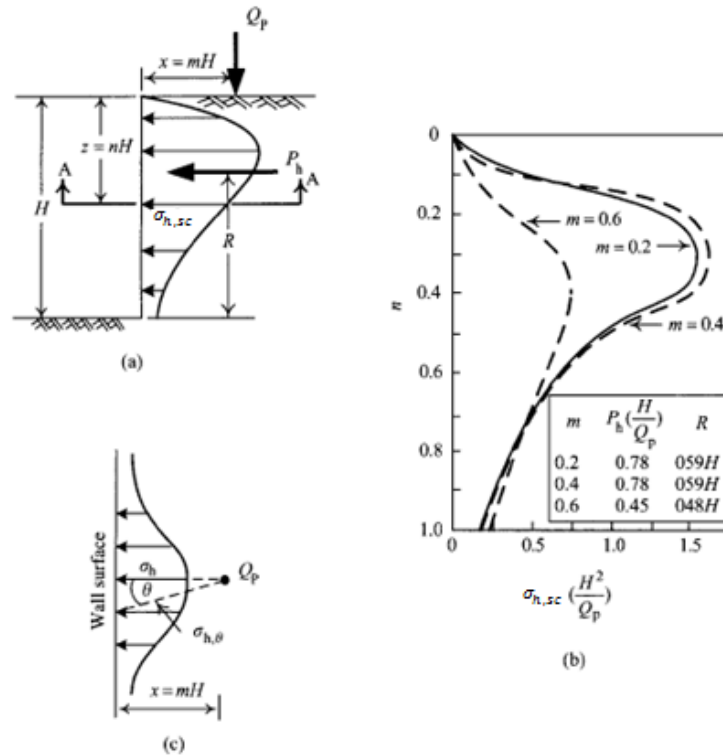 Q_P
x = mH
z = nH
A
A
P_h
H
σ_h,sc
R
(a)
0
0.2
0.4
0.6
0.8
1.0
n
m = 0.6
m = 0.2
m = 0.4
m P_h(H/Q_p) R
0.2 0.78 059H
0.4 0.78 059H
0.6 0.45 048H
0 0.5 1.0 1.5
σ_h,sc (H²/Q_p)
(b)
Wall surface
σ_h
θ
Q_P
σ_h,θ
x = mH
(c)